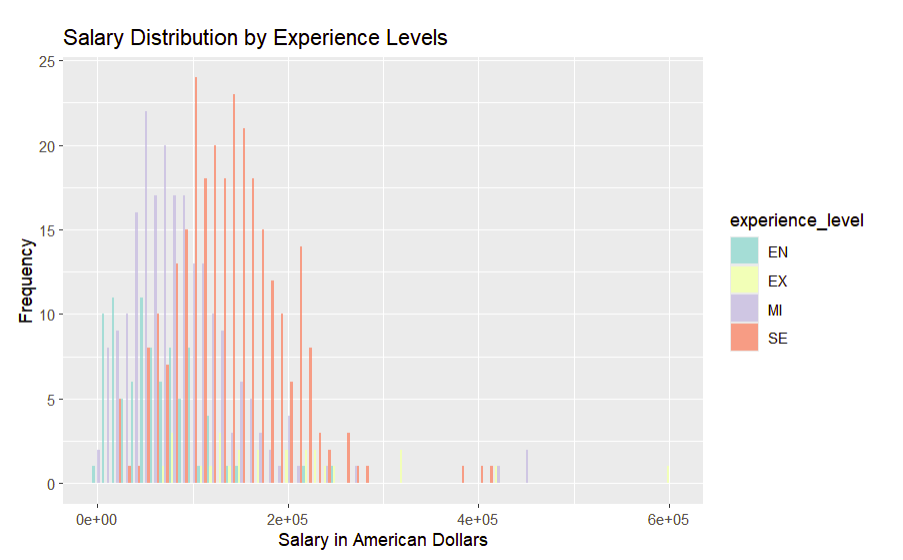 Salary Distribution by Experience Levels
25
20
15
10
5
0
Frequency
0e+00
2e+05
4e+05
6e+05
Salary in American Dollars
experience_level
EN
EX
MI
SE